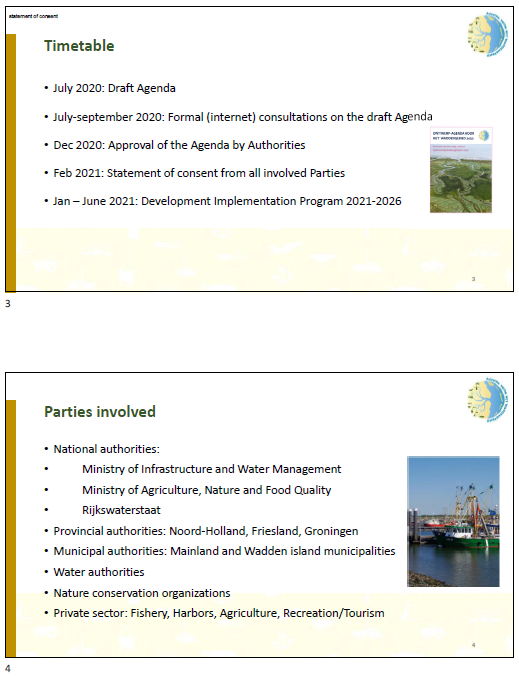 statement of consent
Timetable
• July 2020: Draft Agenda
• July-september 2020: Formal (internet) consultations on the draft Agenda
• Dec 2020: Approval of the Agenda by Authorities
• Feb 2021: Statement of consent from all involved Parties
• Jan – June 2021: Development Implementation Program 2021-2026
ONTWERP-AGENDA VOOR
HET WADDENGEBIED 2050
3
3
Parties involved
• National authorities:
• Ministry of Infrastructure and Water Management
• Ministry of Agriculture, Nature and Food Quality
• Rijkswaterstaat
• Provincial authorities: Noord-Holland, Friesland, Groningen
• Municipal authorities: Mainland and Wadden island municipalities
• Water authorities
• Nature conservation organizations
• Private sector: Fishery, Harbors, Agriculture, Recreation/Tourism
4
4